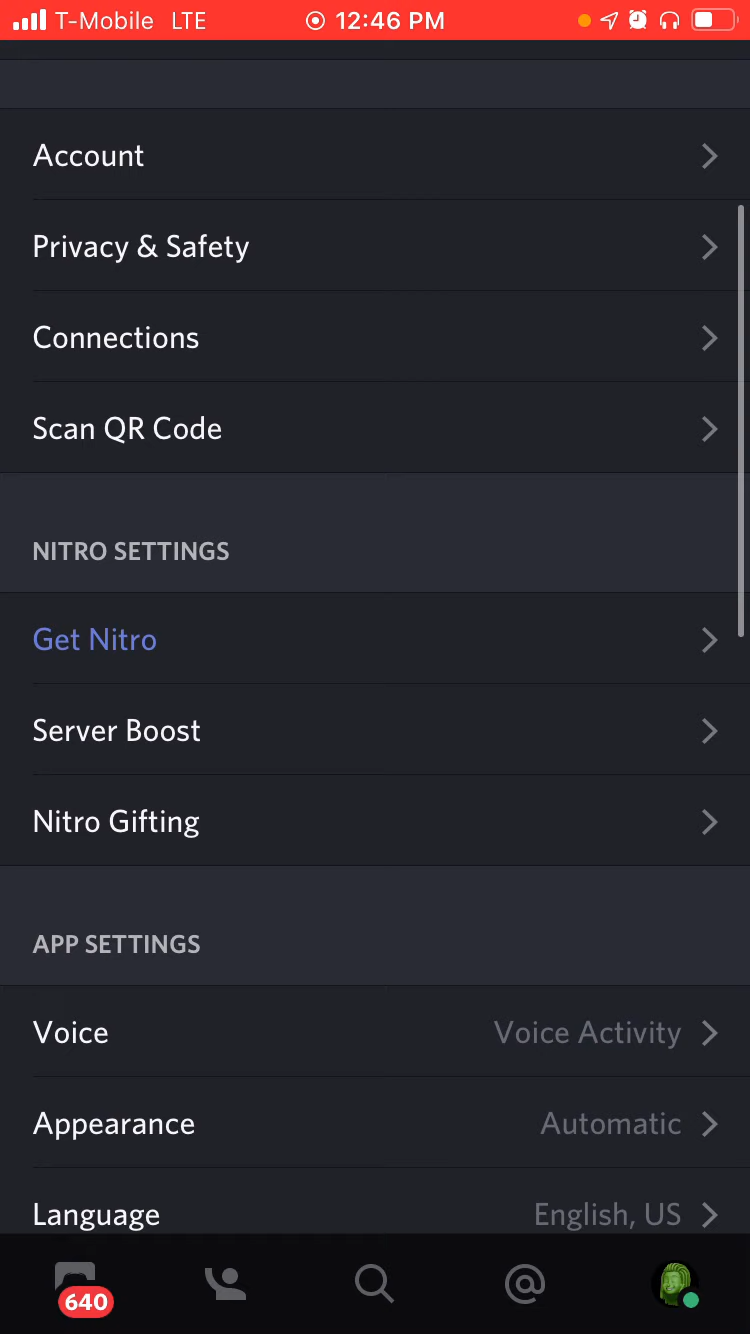 T-Mobile LTE 12:46 PM
Account
Privacy & Safety
Connections
Scan QR Code
NITRO SETTINGS
Get Nitro
Server Boost
Nitro Gifting
APP SETTINGS
Voice Voice Activity
Appearance Automatic
Language English, US
640